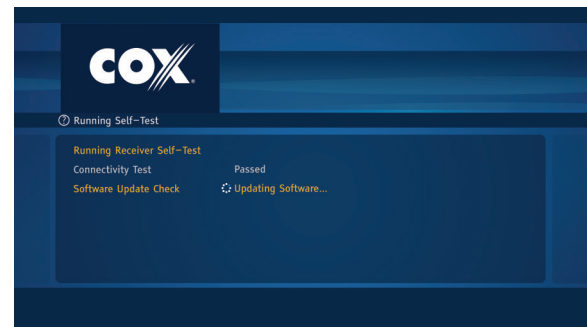 COX
? Running Self-Test
Running Receiver Self-Test
Connectivity Test Passed
Software Update Check Updating Software...